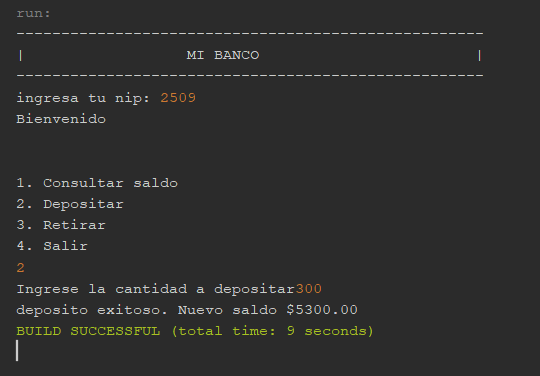 run:
----------------------------------------------------
|                  MI BANCO                        |
----------------------------------------------------
ingresa tu nip: 2509
Bienvenido
1. Consultar saldo
2. Depositar
3. Retirar
4. Salir
2
Ingrese la cantidad a depositar300
deposito exitoso. Nuevo saldo $5300.00
BUILD SUCCESSFUL (total time: 9 seconds)